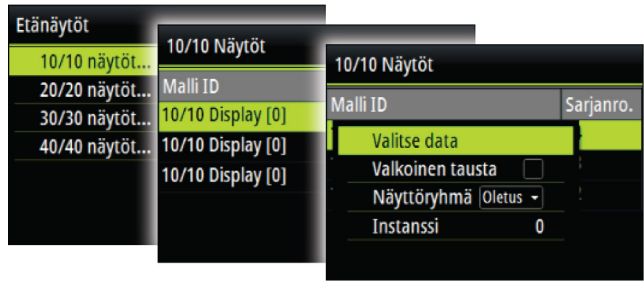 Etänäytöt
10/10 näytöt...
20/20 näytöt...
30/30 näytöt...
40/40 näytöt...
10/10 Näytöt
Malli ID
10/10 Display [0]
10/10 Display [0]
10/10 Display [0]
10/10 Näytöt
Malli ID Sarjanro.
Valitse data
Valkoinen tausta
Näyttöryhmä Oletus
Instanssi 0